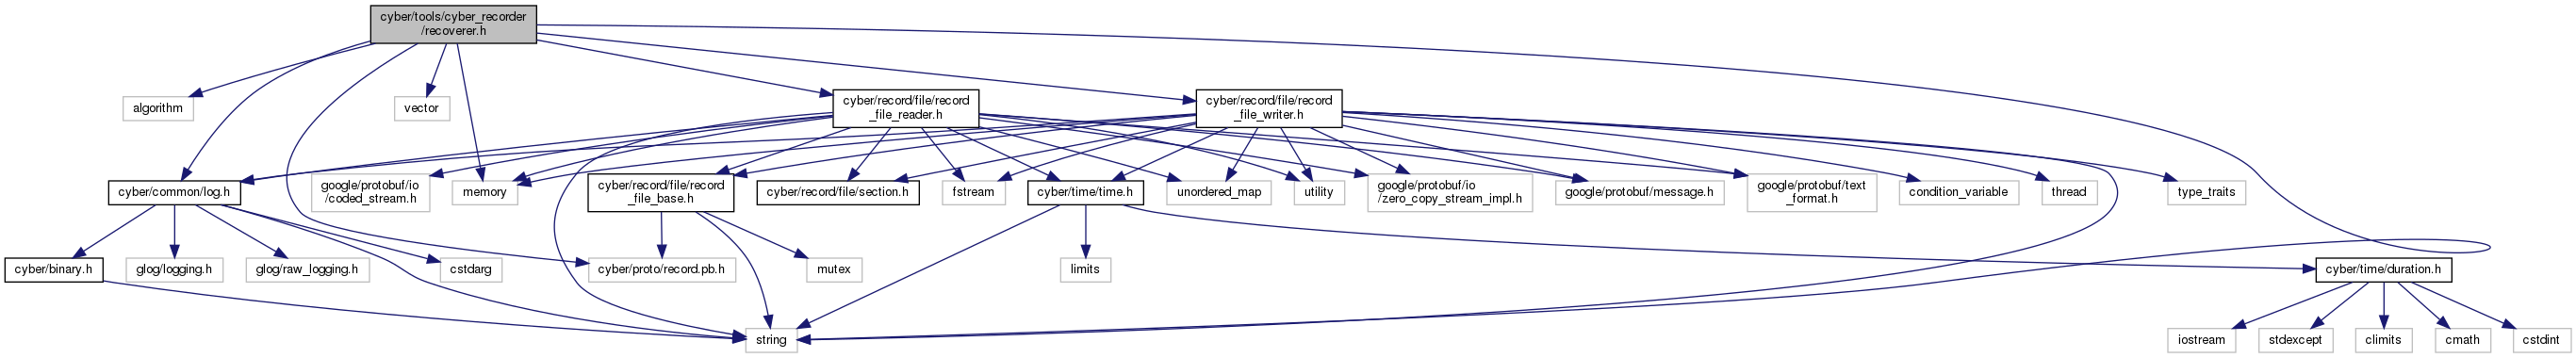 cyber/tools/cyber_recorder
/recoverer.h
algorithm
vector
cyber/record/file/record
_file_reader.h
cyber/record/file/record
_file_writer.h
cyber/common/log.h
google/protobuf/io
/coded_stream.h
memory
cyber/record/file/record
_file_base.h
cyber/record/file/section.h
fstream
cyber/time/time.h
unordered_map
utility
google/protobuf/io
/zero_copy_stream_impl.h
google/protobuf/message.h
google/protobuf/text
_format.h
condition_variable
thread
type_traits
cyber/binary.h
glog/logging.h
glog/raw_logging.h
cstdarg
cyber/proto/record.pb.h
mutex
limits
cyber/time/duration.h
string
iostream
stdexcept
climits
cmath
cstdint